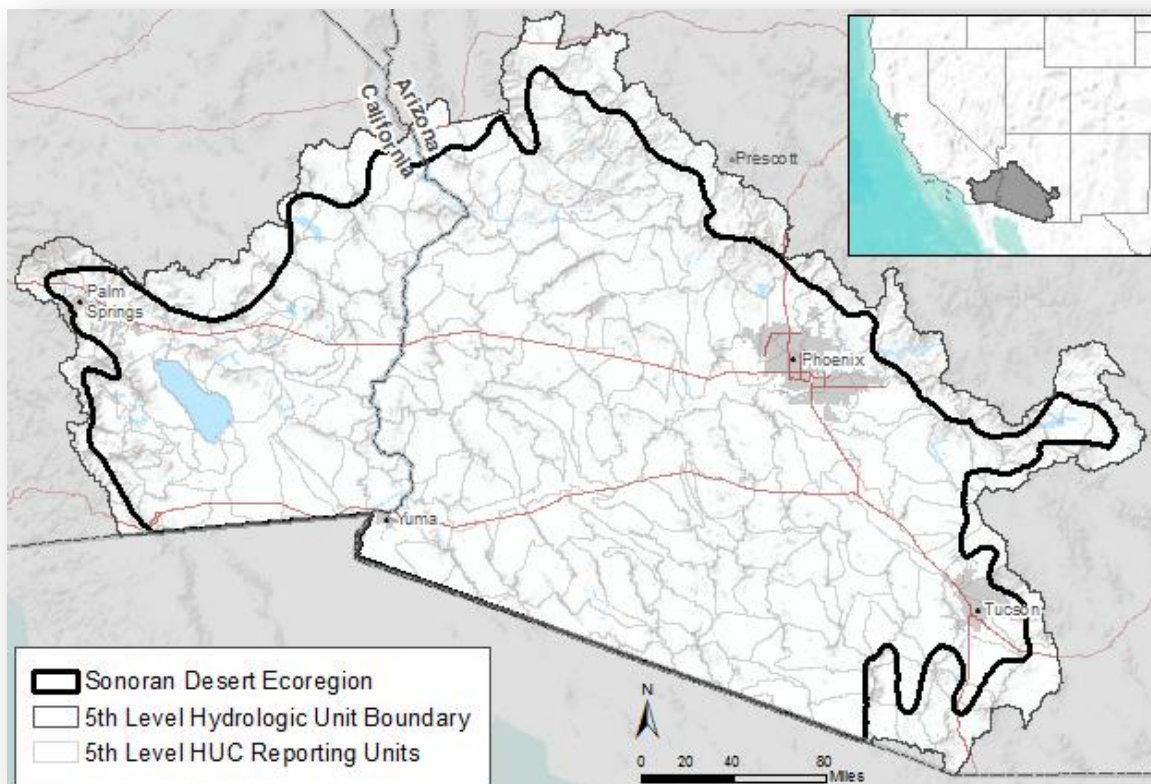 Arizona
California
Prescott
Palm
Springs
Phoenix
Yuma
Tucson
Sonoran Desert Ecoregion
5th Level Hydrologic Unit Boundary
5th Level HUC Reporting Units
N
0 20 40 80
Miles